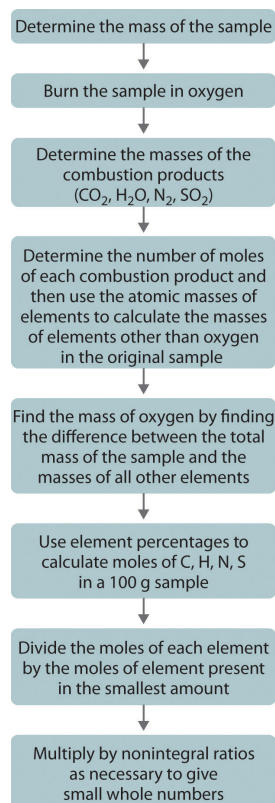 Determine the mass of the sample
Burn the sample in oxygen
Determine the masses of the
combustion products
(CO₂, H₂O, N₂, SO₂)
Determine the number of moles
of each combustion product and
then use the atomic masses of
elements to calculate the masses
of elements other than oxygen
in the original sample
Find the mass of oxygen by finding
the difference between the total
mass of the sample and the
masses of all other elements
Use element percentages to
calculate moles of C, H, N, S
in a 100 g sample
Divide the moles of each element
by the moles of element present
in the smallest amount
Multiply by nonintegral ratios
as necessary to give
small whole numbers